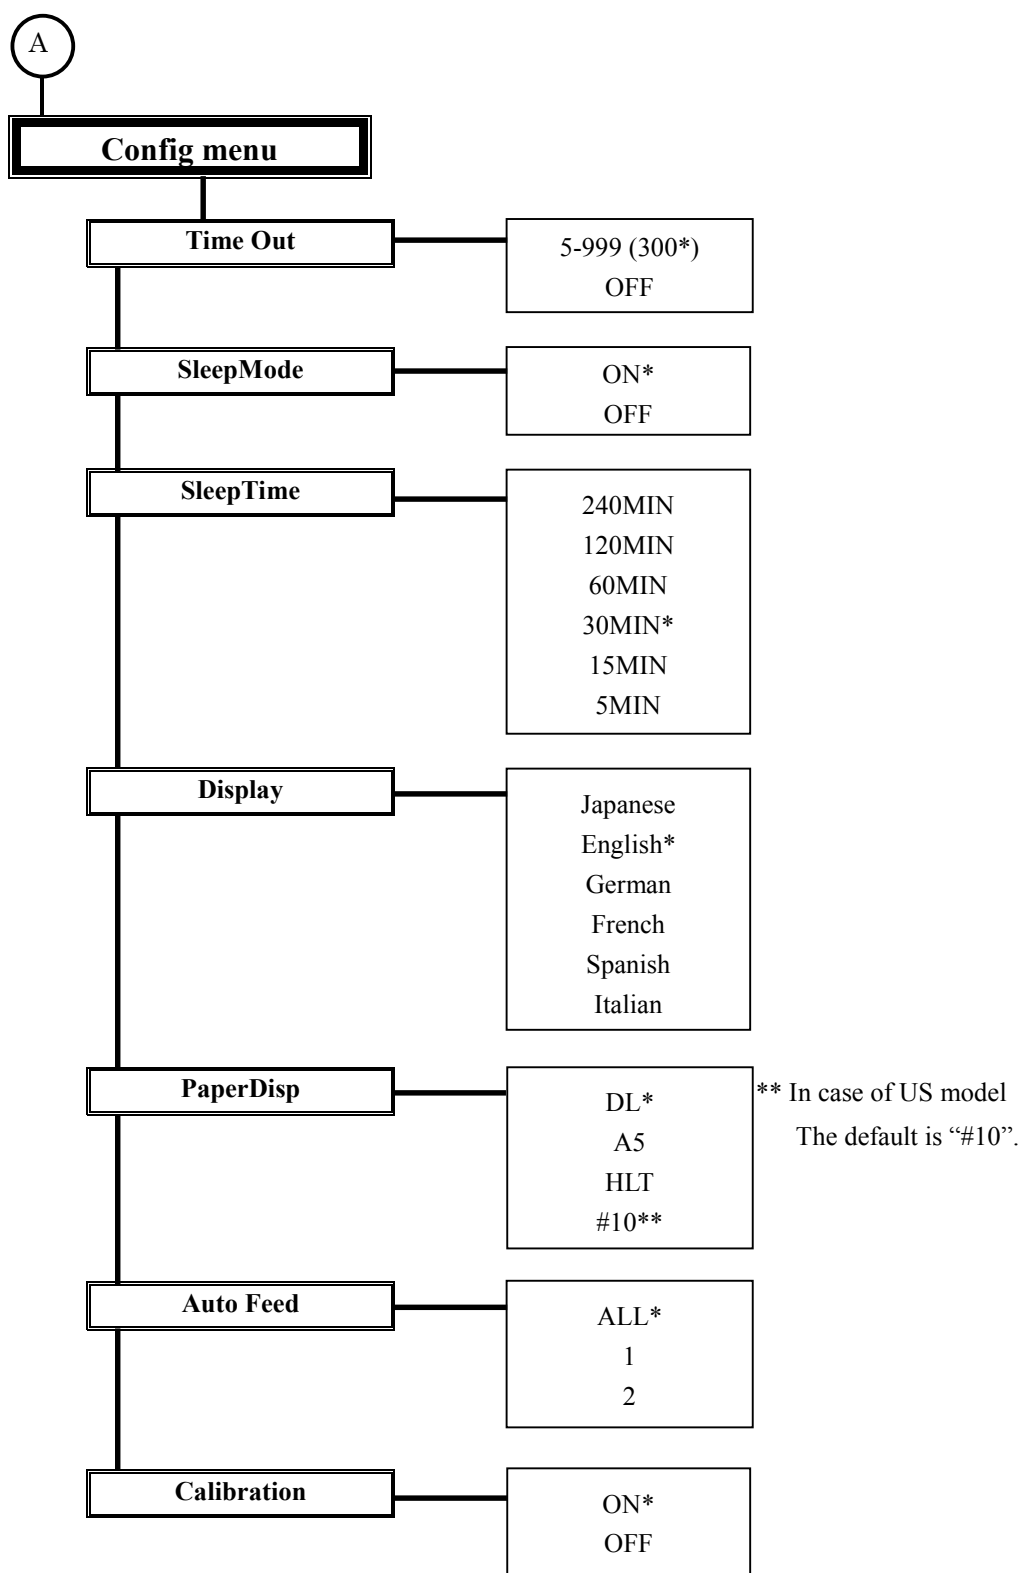 A
Config menu
Time Out
5-999 (300*)
OFF
SleepMode
ON*
OFF
SleepTime
240MIN
120MIN
60MIN
30MIN*
15MIN
5MIN
Display
Japanese
English*
German
French
Spanish
Italian
PaperDisp
DL*
A5
HLT
#10**
** In case of US model
The default is “#10”.
Auto Feed
ALL*
1
2
Calibration
ON*
OFF